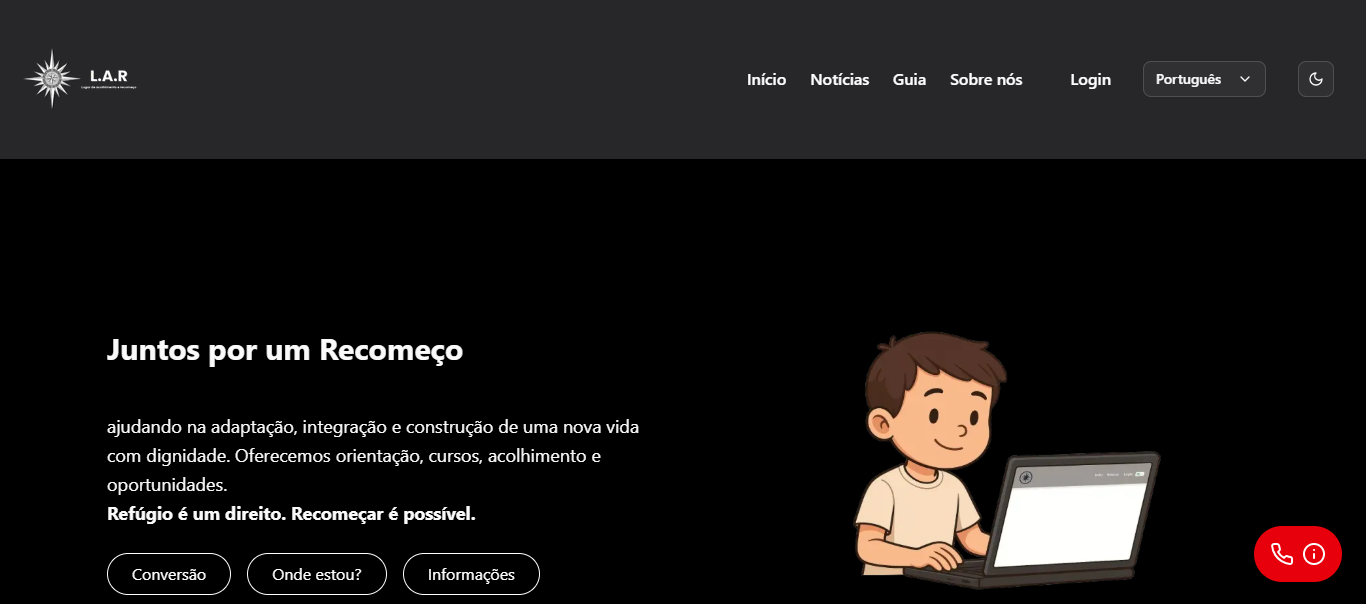 L.A.R
Lugar de acolhimento e recomeço
Início Notícias Guia Sobre nós Login Português
Juntos por um Recomeço
ajudando na adaptação, integração e construção de uma nova vida
com dignidade. Oferecemos orientação, cursos, acolhimento e
oportunidades.
Refúgio é um direito. Recomeçar é possível.
Conversão Onde estou? Informações